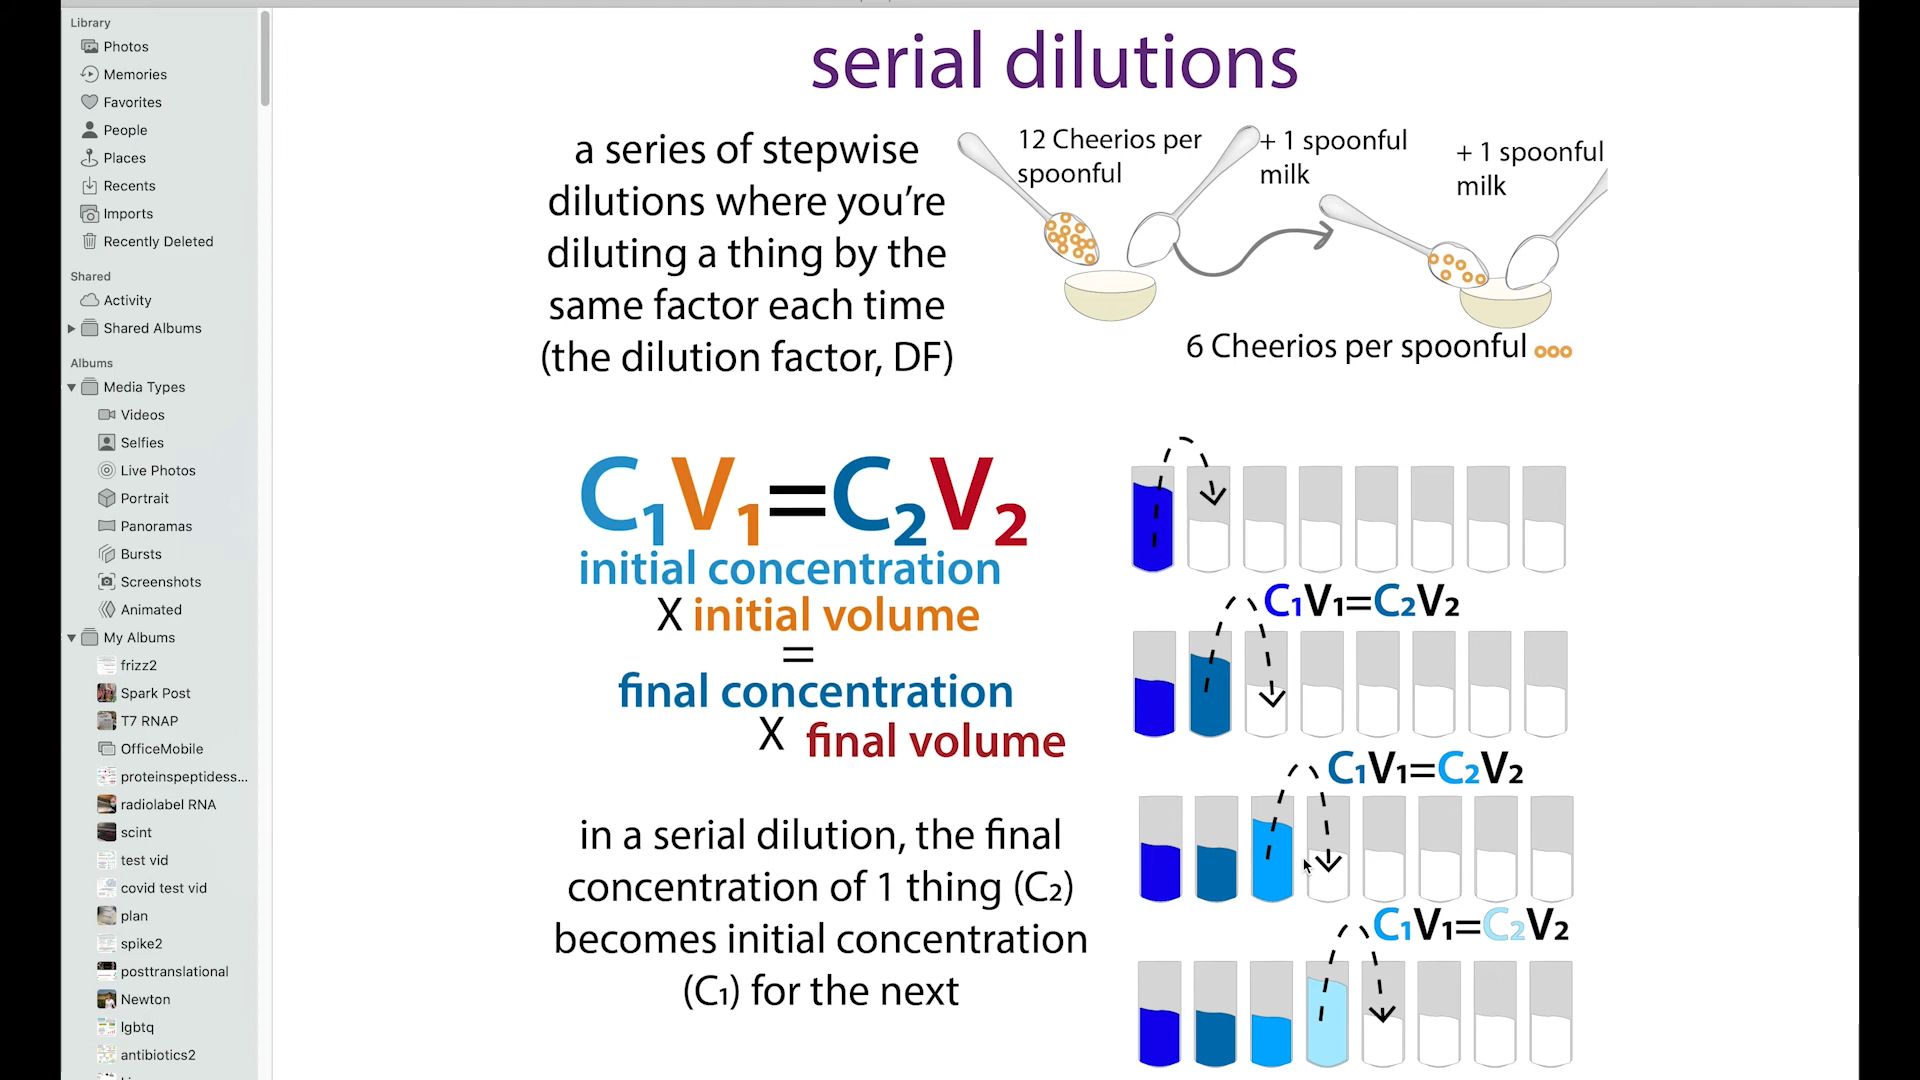 Library
Photos
Memories
Favorites
People
Places
Recents
Imports
Recently Deleted
Shared
Activity
Shared Albums
Albums
Media Types
Videos
Selfies
Live Photos
Portrait
Panoramas
Bursts
Screenshots
Animated
My Albums
frizz2
Spark Post
T7 RNAP
OfficeMobile
proteinspeptidess...
radiolabel RNA
scint
test vid
covid test vid
plan
spike2
posttranslational
Newton
lgbtq
antibiotics2
serial dilutions
a series of stepwise
dilutions where you’re
diluting a thing by the
same factor each time
(the dilution factor, DF)
12 Cheerios per
spoonful
+ 1 spoonful
milk
+ 1 spoonful
milk
6 Cheerios per spoonful
C₁V₁=C₂V₂
initial concentration
X initial volume
=
final concentration
X final volume
in a serial dilution, the final
concentration of 1 thing (C₂)
becomes initial concentration
(C₁) for the next
C₁V₁=C₂V₂
C₁V₁=C₂V₂
C₁V₁=C₂V₂